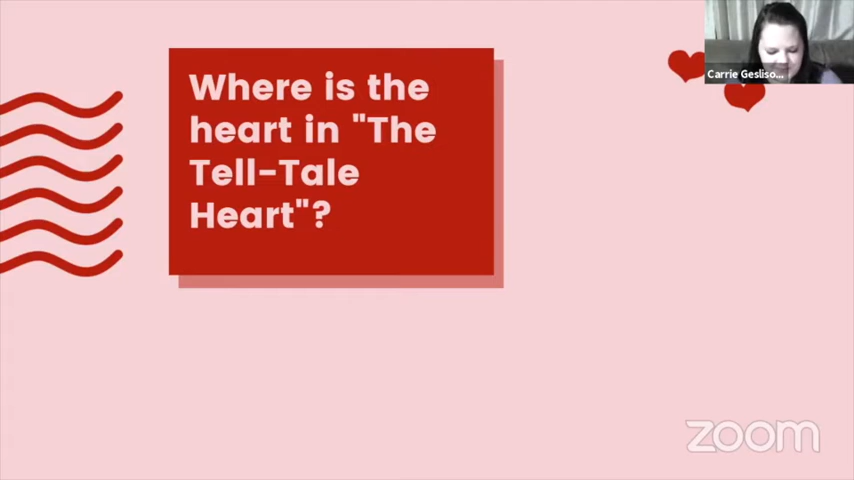 Where is the
heart in "The
Tell-Tale
Heart"?
Carrie Gesliso...
zoom